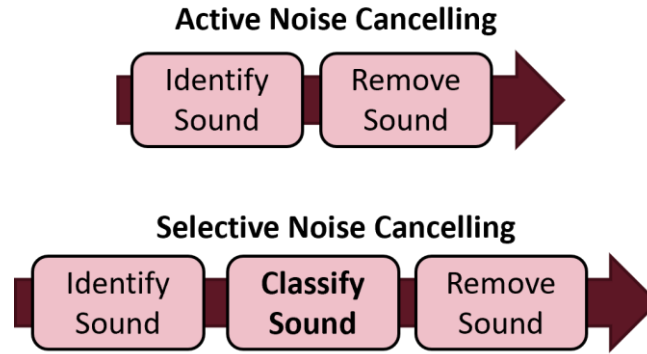 Active Noise Cancelling
Identify
Sound
Remove
Sound
Selective Noise Cancelling
Identify
Sound
Classify
Sound
Remove
Sound